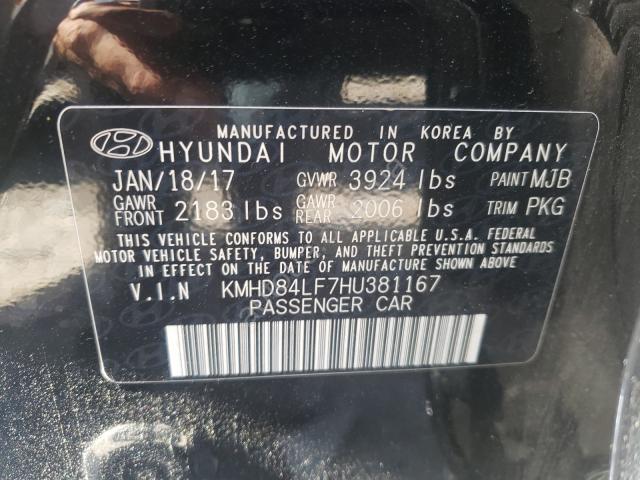 MANUFACTURED IN KOREA BY
HYUNDAI MOTOR COMPANY
JAN/18/17 GVWR 3924 lbs PAINT MJB
GAWR FRONT 2183 lbs GAWR REAR 2006 lbs TRIM PKG
THIS VEHICLE CONFORMS TO ALL APPLICABLE U.S.A. FEDERAL
MOTOR VEHICLE SAFETY, BUMPER, AND THEFT PREVENTION STANDARDS
IN EFFECT ON THE DATE OF MANUFACTURE SHOWN ABOVE.
V.I.N KMHD84LF7HU381167
PASSENGER CAR